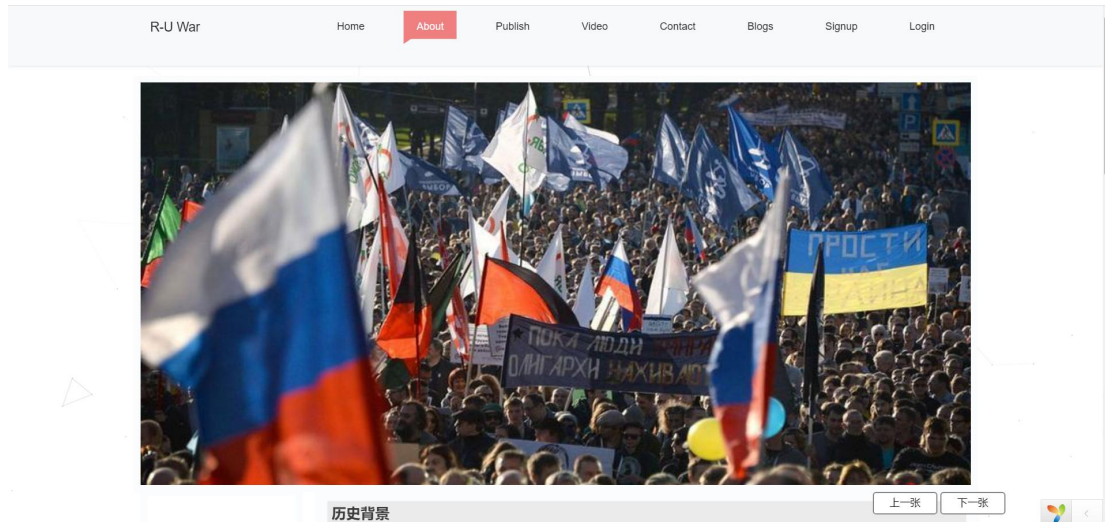 R-U War
Home
About
Publish
Video
Contact
Blogs
Signup
Login
P
ПРОСТИ
ПОКА ЛЮДИ
ОЛИГАРХИ НАЖИВАЮТ
上一张
下一张
历史背景